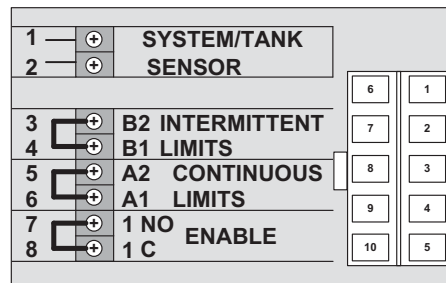 1 SYSTEM/TANK
2 SENSOR
3 B2 INTERMITTENT
4 B1 LIMITS
5 A2 CONTINUOUS
6 A1 LIMITS
7 1 NO ENABLE
8 1 C
6 1
7 2
8 3
9 4
10 5